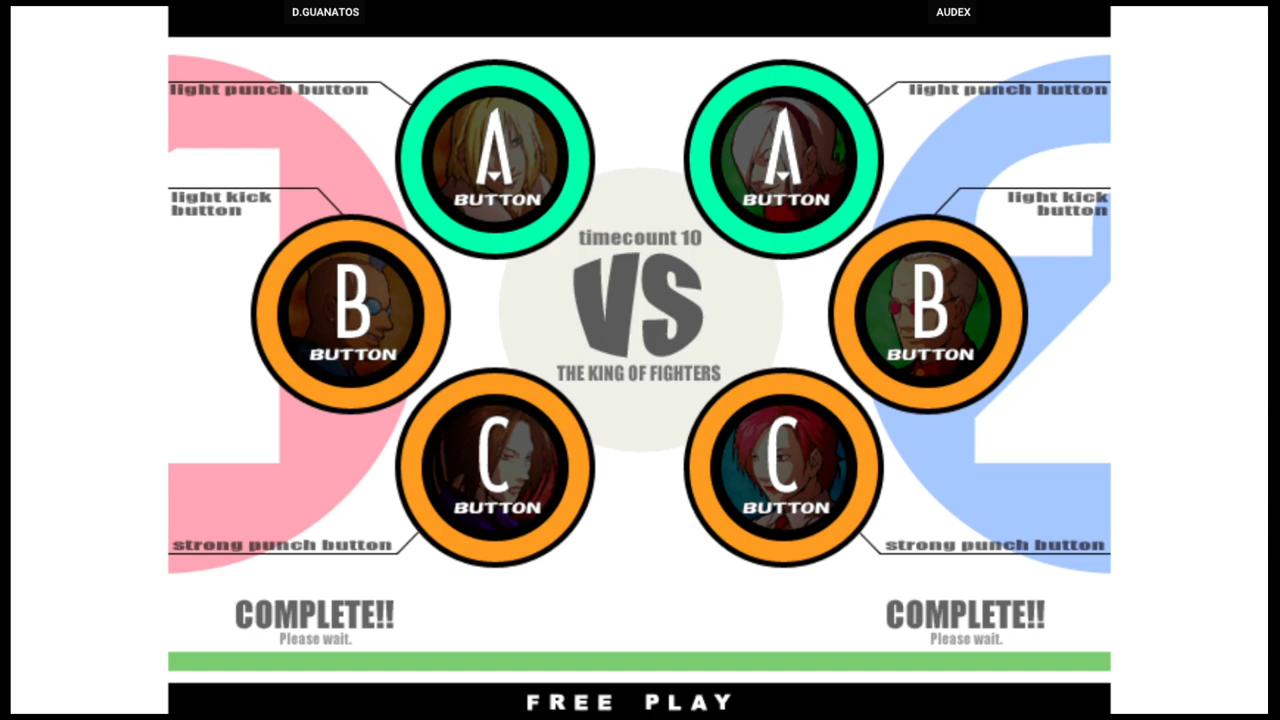 D.GUANATOS
AUDEX
light punch button
light punch button
A
BUTTON
A
BUTTON
light kick
button
light kick
button
B
BUTTON
timecount 10
VS
THE KING OF FIGHTERS
B
BUTTON
C
BUTTON
C
BUTTON
strong punch button
strong punch button
COMPLETE!!
Please wait.
COMPLETE!!
Please wait.
FREE PLAY